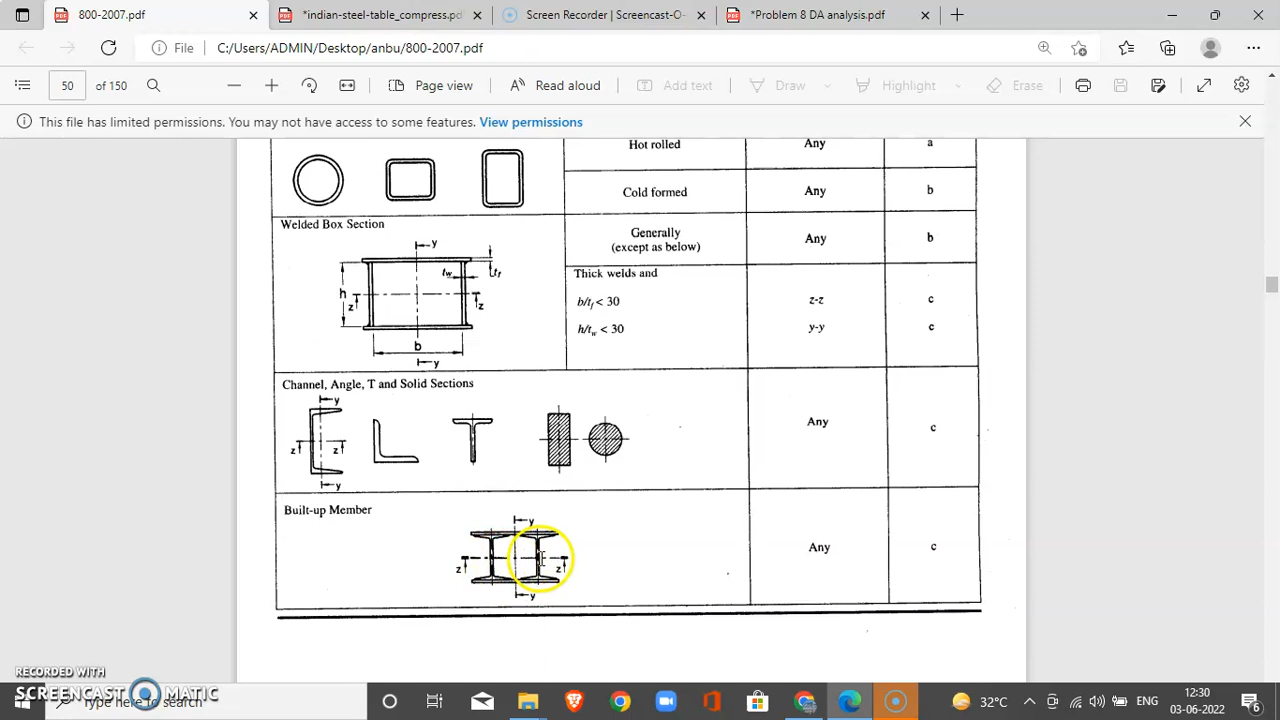 800-2007.pdf
*indian-steel-table_compress.pdf
Screen Recorder | Screencast-O-
*Problem 8 DA analysis.pdf
File
C:/Users/ADMIN/Desktop/anbu/800-2007.pdf
50 of 150
Page view
Read aloud
Add text
Draw
Highlight
Erase
This file has limited permissions. You may not have access to some features. View permissions
Hot rolled Any a
Cold formed Any b
Welded Box Section
Generally
(except as below) Any b
Thick welds and
b/tf < 30 z-z c
h/tw < 30 y-y c
y
tw
tf
h
z
z
b
y
Channel, Angle, T and Solid Sections
y
z
z
y
Any c
Built-up Member
y
z
z
y
Any c
RECORDED WITH
SCREENCAST MATIC
Type here to search
32°C
ENG
12:30
03-06-2022
6